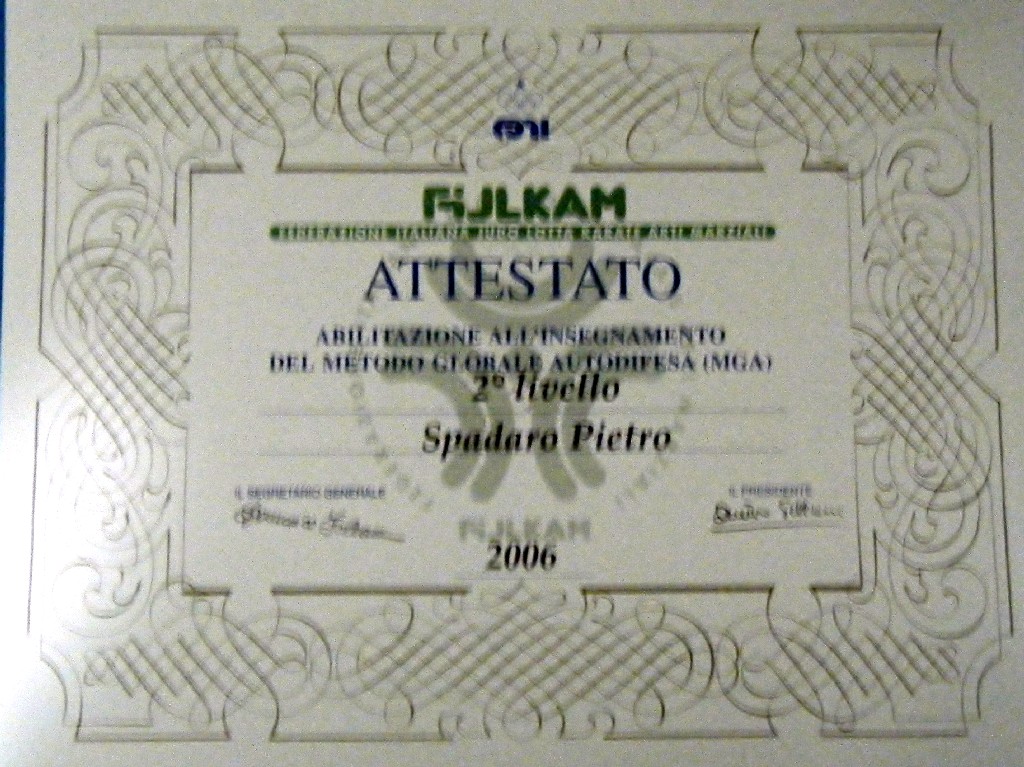 CONI
FIJLKAM
FEDERAZIONE ITALIANA JUDO LOTTA KARATE ARTI MARZIALI
ATTESTATO
ABILITAZIONE ALL'INSEGNAMENTO
DEL METODO GLOBALE AUTODIFESA (MGA)
2° livello
Spadaro Pietro
IL SEGRETARIO GENERALE
IL PRESIDENTE
FIJLKAM
2006